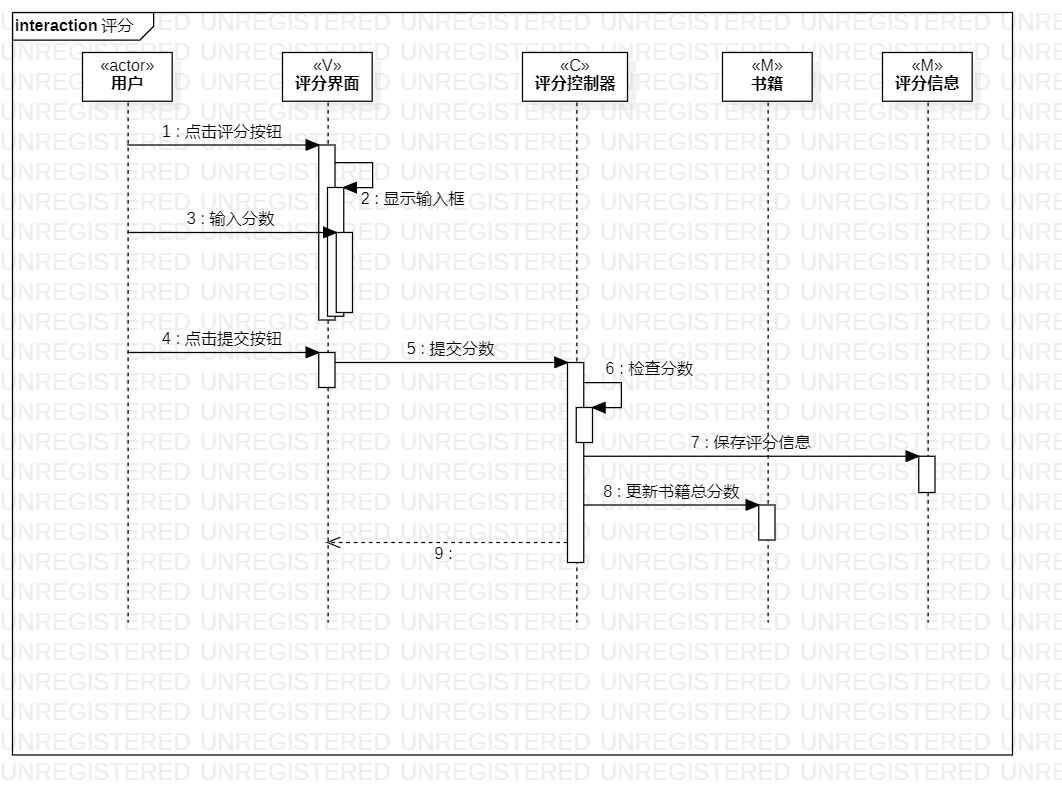 interaction 评分
«actor»
用户
«V»
评分界面
«C»
评分控制器
«M»
书籍
«M»
评分信息
1 : 点击评分按钮
2 : 显示输入框
3 : 输入分数
4 : 点击提交按钮
5 : 提交分数
6 : 检查分数
7 : 保存评分信息
8 : 更新书籍总分数
9 :
UNREGISTERED UNREGISTERED UNREGISTERED UNREGISTERED UNREGISTERED